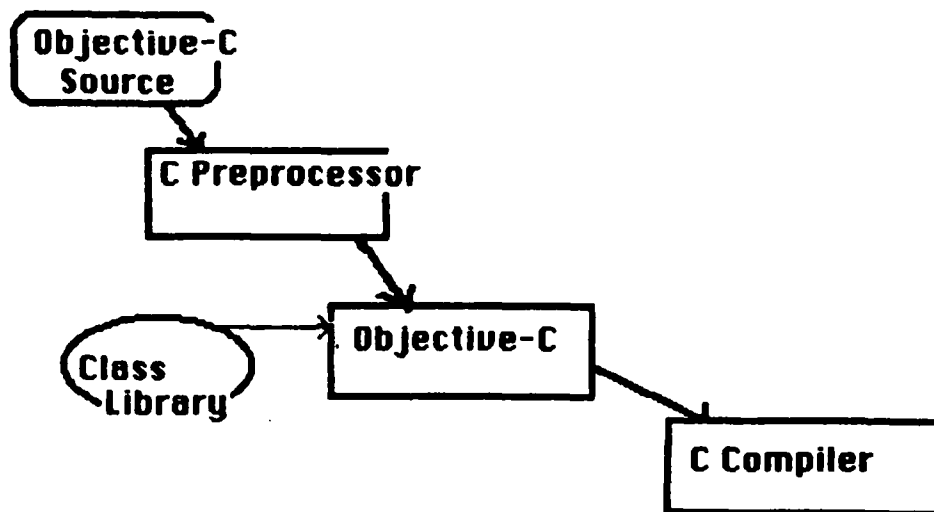 Objective-C
Source
C Preprocessor
Objective-C
Class
Library
C Compiler